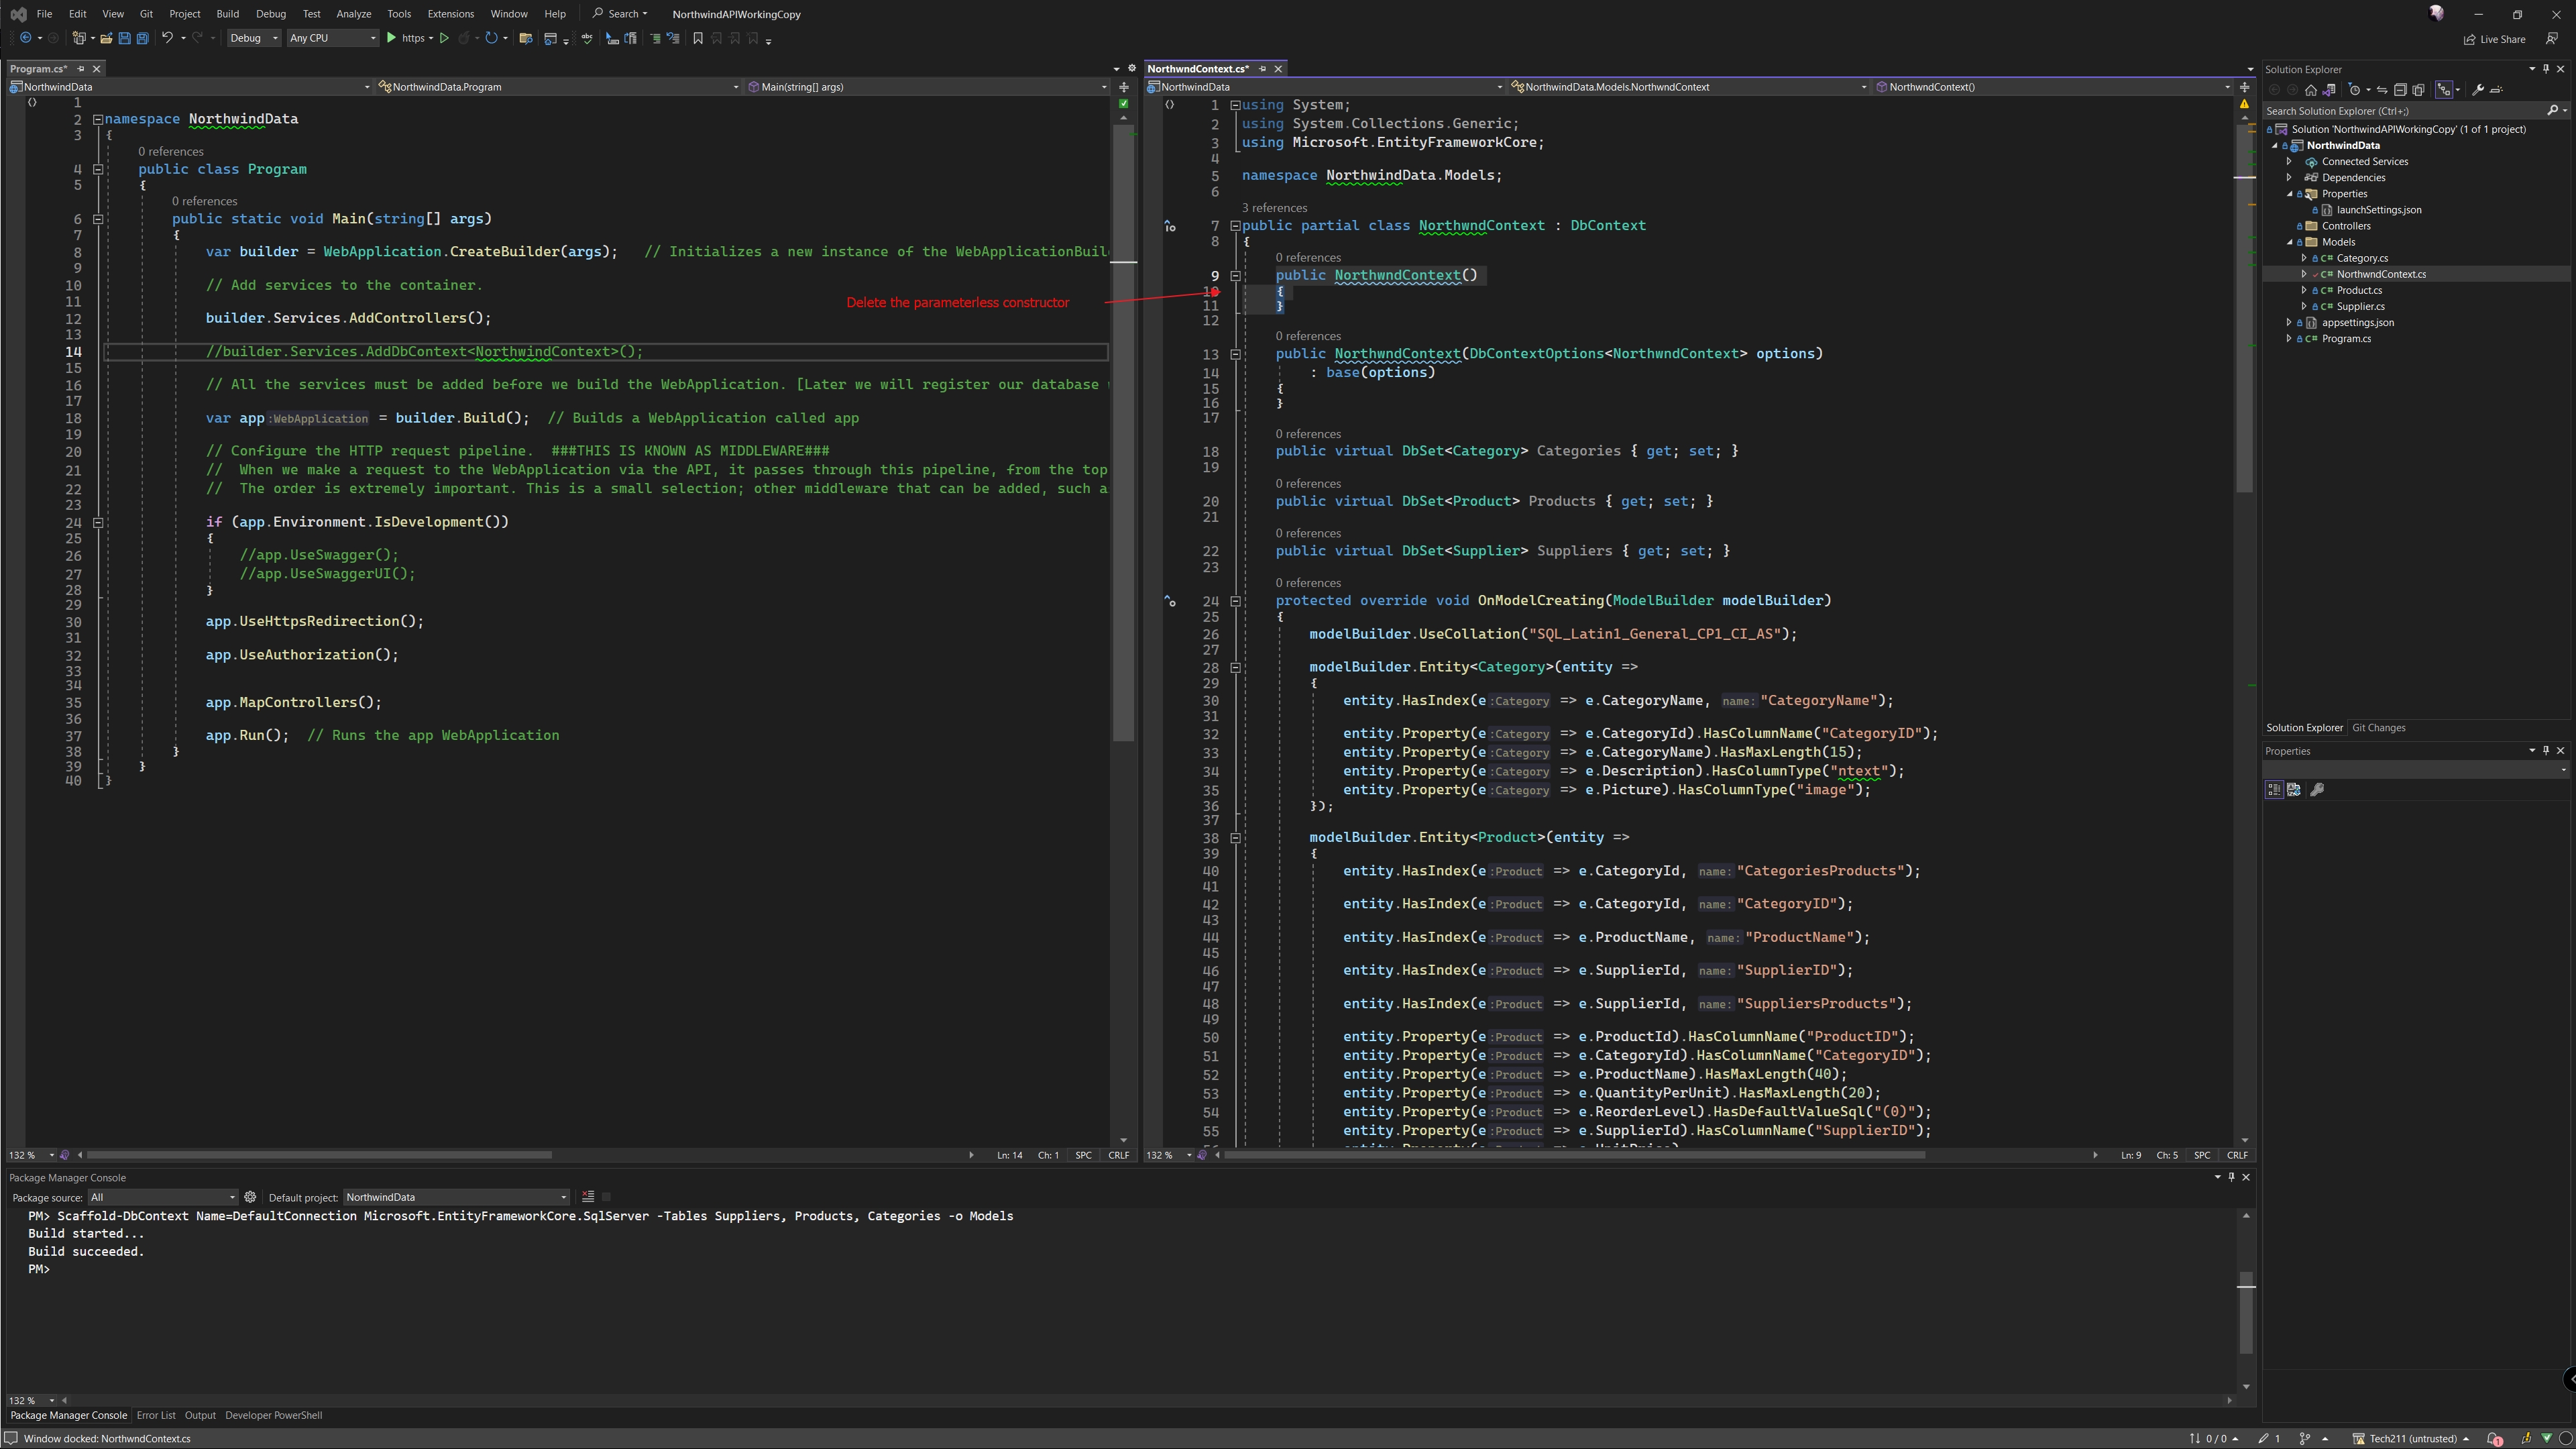 File Edit View Git Project Build Debug Test Analyze Tools Extensions Window Help Search NorthwindAPIWorkingCopy
Debug Any CPU https Live Share
Program.cs*
NorthwindData NorthwindData.Program Main(string[] args)
1
2 namespace NorthwindData
3 {
0 references
4 public class Program
5 {
0 references
6 public static void Main(string[] args)
7 {
8 var builder = WebApplication.CreateBuilder(args); // Initializes a new instance of the WebApplicationBuil
9
10 // Add services to the container.
11
12 builder.Services.AddControllers();
13
14 //builder.Services.AddDbContext<NorthwindContext>();
15
16 // All the services must be added before we build the WebApplication. [Later we will register our database
17
18 var app :WebApplication = builder.Build(); // Builds a WebApplication called app
19
20 // Configure the HTTP request pipeline. ###THIS IS KNOWN AS MIDDLEWARE###
21 // When we make a request to the WebApplication via the API, it passes through this pipeline, from the top
22 // The order is extremely important. This is a small selection; other middleware that can be added, such a
23
24 if (app.Environment.IsDevelopment())
25 {
26 //app.UseSwagger();
27 //app.UseSwaggerUI();
28 }
29
30 app.UseHttpsRedirection();
31
32 app.UseAuthorization();
33
34
35 app.MapControllers();
36
37 app.Run(); // Runs the app WebApplication
38 }
39 }
40 }
132 % Ln: 14 Ch: 1 SPC CRLF
Delete the parameterless constructor
NorthwndContext.cs*
NorthwindData NorthwindData.Models.NorthwndContext NorthwndContext()
1 using System;
2 using System.Collections.Generic;
3 using Microsoft.EntityFrameworkCore;
4
5 namespace NorthwindData.Models;
6
3 references
7 public partial class NorthwndContext : DbContext
8 {
0 references
9 public NorthwndContext()
10 {
11 }
12
0 references
13 public NorthwndContext(DbContextOptions<NorthwndContext> options)
14 : base(options)
15 {
16 }
17
0 references
18 public virtual DbSet<Category> Categories { get; set; }
19
0 references
20 public virtual DbSet<Product> Products { get; set; }
21
0 references
22 public virtual DbSet<Supplier> Suppliers { get; set; }
23
0 references
24 protected override void OnModelCreating(ModelBuilder modelBuilder)
25 {
26 modelBuilder.UseCollation("SQL_Latin1_General_CP1_CI_AS");
27
28 modelBuilder.Entity<Category>(entity =>
29 {
30 entity.HasIndex(e :Category => e.CategoryName, name: "CategoryName");
31
32 entity.Property(e :Category => e.CategoryId).HasColumnName("CategoryID");
33 entity.Property(e :Category => e.CategoryName).HasMaxLength(15);
34 entity.Property(e :Category => e.Description).HasColumnType("ntext");
35 entity.Property(e :Category => e.Picture).HasColumnType("image");
36 });
37
38 modelBuilder.Entity<Product>(entity =>
39 {
40 entity.HasIndex(e :Product => e.CategoryId, name: "CategoriesProducts");
41
42 entity.HasIndex(e :Product => e.CategoryId, name: "CategoryID");
43
44 entity.HasIndex(e :Product => e.ProductName, name: "ProductName");
45
46 entity.HasIndex(e :Product => e.SupplierId, name: "SupplierID");
47
48 entity.HasIndex(e :Product => e.SupplierId, name: "SuppliersProducts");
49
50 entity.Property(e :Product => e.ProductId).HasColumnName("ProductID");
51 entity.Property(e :Product => e.CategoryId).HasColumnName("CategoryID");
52 entity.Property(e :Product => e.ProductName).HasMaxLength(40);
53 entity.Property(e :Product => e.QuantityPerUnit).HasMaxLength(20);
54 entity.Property(e :Product => e.ReorderLevel).HasDefaultValueSql("(0)");
55 entity.Property(e :Product => e.SupplierId).HasColumnName("SupplierID");
132 % Ln: 9 Ch: 5 SPC CRLF
Solution Explorer
Search Solution Explorer (Ctrl+;)
Solution 'NorthwindAPIWorkingCopy' (1 of 1 project)
NorthwindData
Connected Services
Dependencies
Properties
launchSettings.json
Controllers
Models
C# Category.cs
C# NorthwndContext.cs
C# Product.cs
C# Supplier.cs
appsettings.json
C# Program.cs
Solution Explorer Git Changes
Properties
Package Manager Console
Package source: All Default project: NorthwindData
PM> Scaffold-DbContext Name=DefaultConnection Microsoft.EntityFrameworkCore.SqlServer -Tables Suppliers, Products, Categories -o Models
Build started...
Build succeeded.
PM>
132 %
Package Manager Console Error List Output Developer PowerShell
Window docked: NorthwndContext.cs 0 / 0 1 Tech211 (untrusted) 1